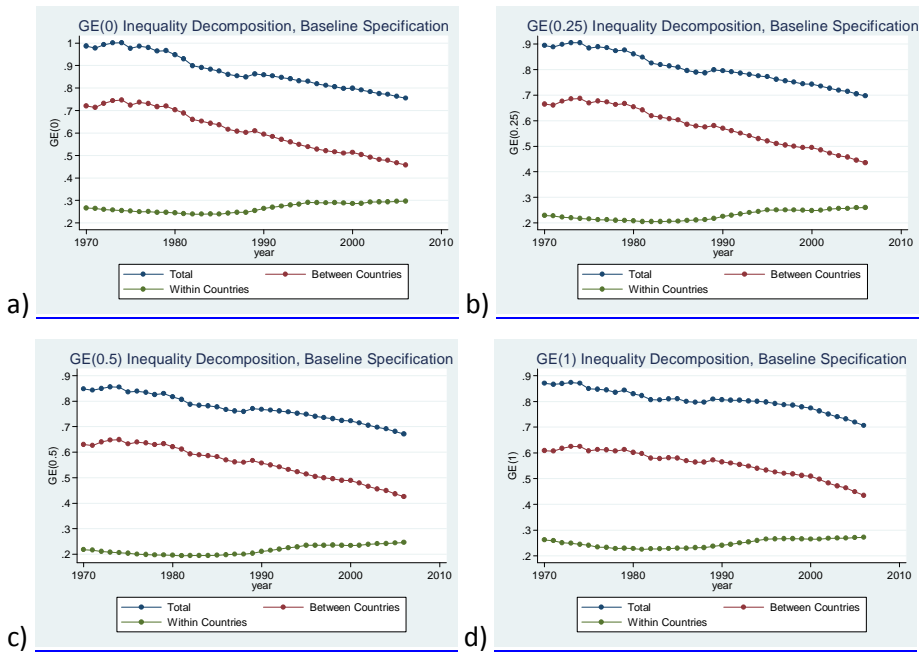 GE(0) Inequality Decomposition, Baseline Specification
1
.9
.8
.7
.6
.5
.4
.3
.2
GE(0)
1970
1980
1990
2000
2010
year
Total
Between Countries
Within Countries
a)
GE(0.25) Inequality Decomposition, Baseline Specification
.9
.8
.7
.6
.5
.4
.3
.2
GE(0.25)
1970
1980
1990
2000
2010
year
Total
Between Countries
Within Countries
b)
GE(0.5) Inequality Decomposition, Baseline Specification
.9
.8
.7
.6
.5
.4
.3
.2
GE(0.5)
1970
1980
1990
2000
2010
year
Total
Between Countries
Within Countries
c)
GE(1) Inequality Decomposition, Baseline Specification
.9
.8
.7
.6
.5
.4
.3
.2
GE(1)
1970
1980
1990
2000
2010
year
Total
Between Countries
Within Countries
d)